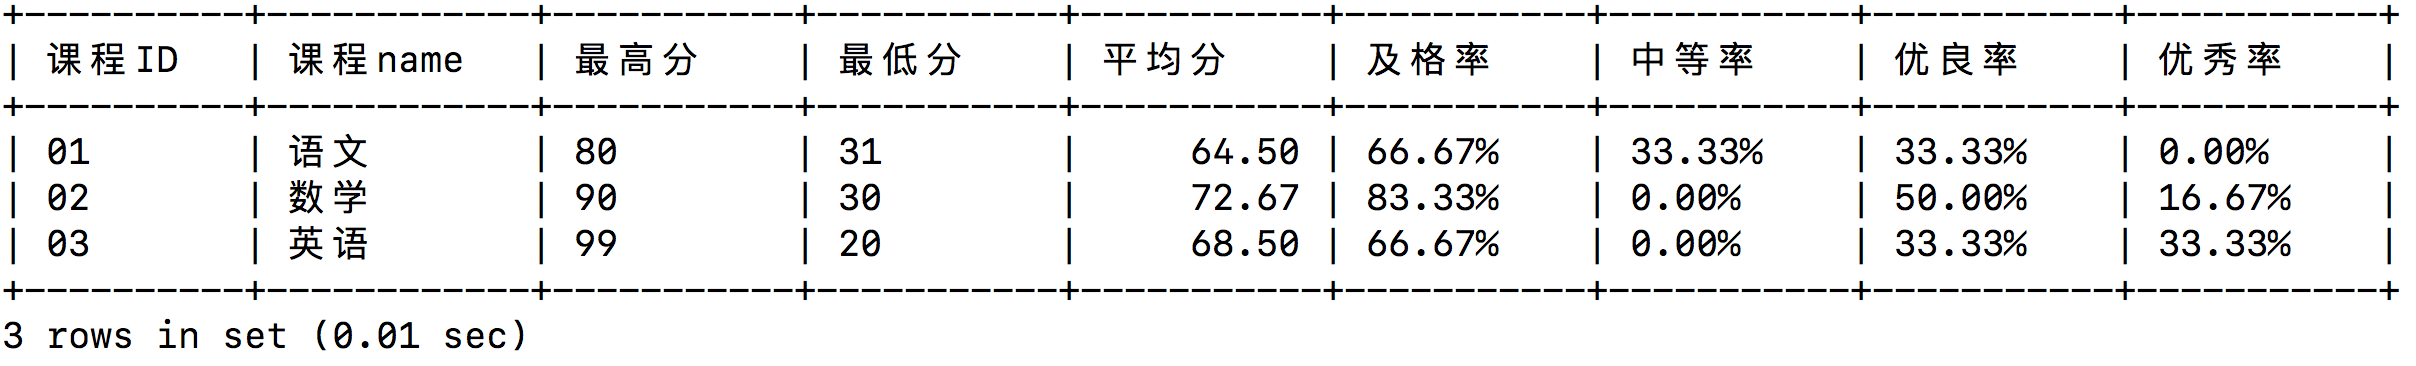 +----------+------------+-----------+-----------+-----------+-----------+-----------+-----------+-----------+
| 课程ID   | 课程name   | 最高分    | 最低分    | 平均分    | 及格率    | 中等率    | 优良率    | 优秀率    |
+----------+------------+-----------+-----------+-----------+-----------+-----------+-----------+-----------+
| 01       | 语文       | 80        | 31        |     64.50 | 66.67%    | 33.33%    | 33.33%    | 0.00%     |
| 02       | 数学       | 90        | 30        |     72.67 | 83.33%    | 0.00%     | 50.00%    | 16.67%    |
| 03       | 英语       | 99        | 20        |     68.50 | 66.67%    | 0.00%     | 33.33%    | 33.33%    |
+----------+------------+-----------+-----------+-----------+-----------+-----------+-----------+-----------+
3 rows in set (0.01 sec)